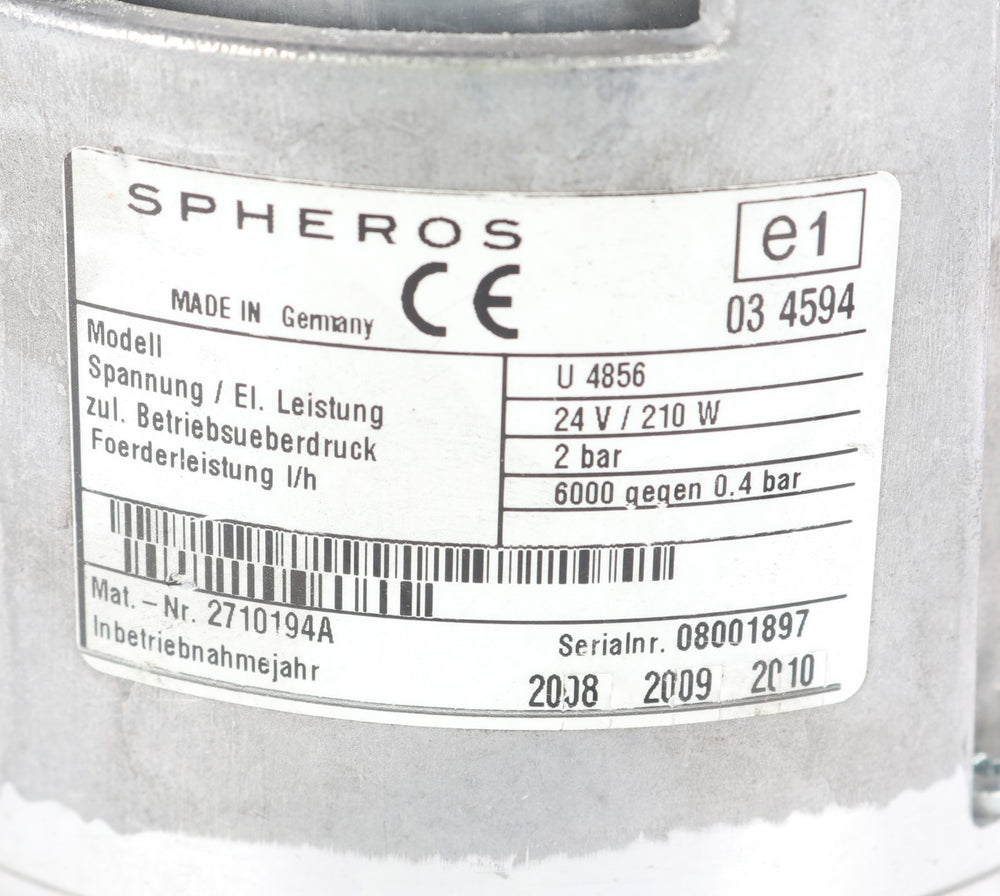 SPHEROS
e1
MADE IN Germany CE
03 4594
Modell U 4856
Spannung / El. Leistung 24 V / 210 W
zul. Betriebsueberdruck 2 bar
Foerderleistung l/h 6000 gegen 0.4 bar
Mat. - Nr. 2710194A Serialnr. 08001897
Inbetriebnahmejahr 2008 2009 2010